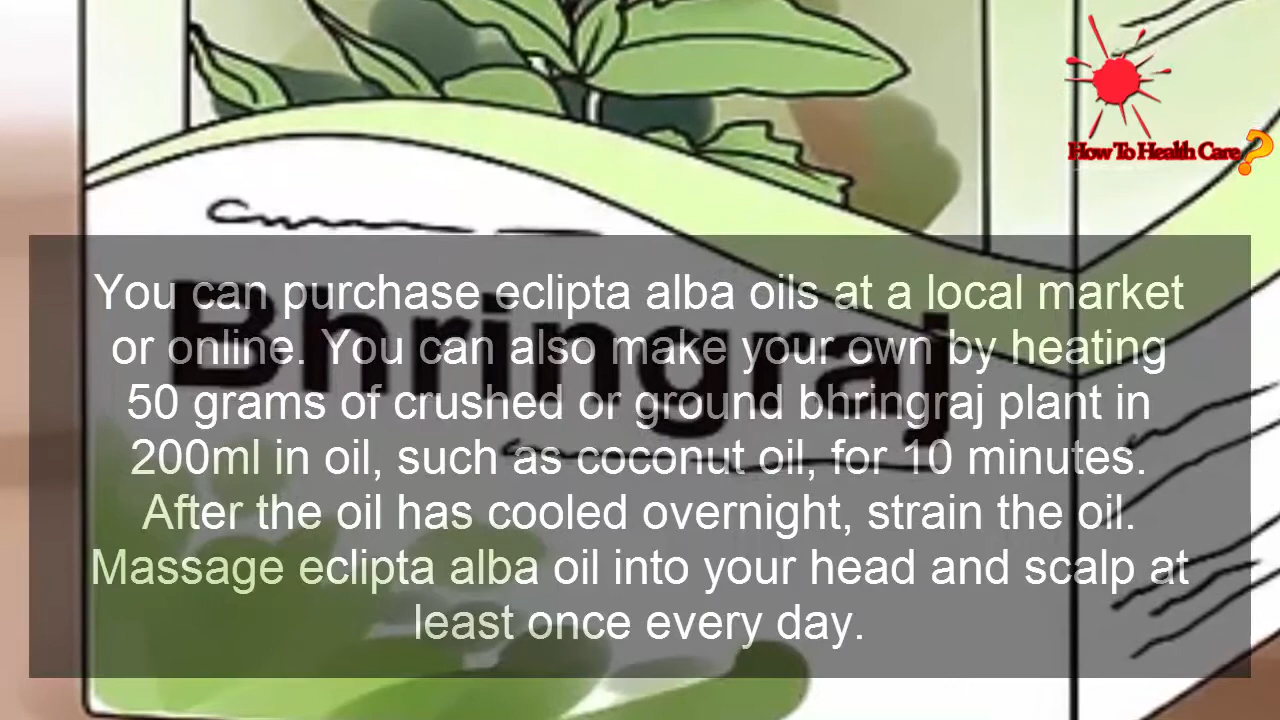 How To Health Care?
Bhringraj
You can purchase eclipta alba oils at a local market
or online. You can also make your own by heating
50 grams of crushed or ground bhringraj plant in
200ml in oil, such as coconut oil, for 10 minutes.
After the oil has cooled overnight, strain the oil.
Massage eclipta alba oil into your head and scalp at
least once every day.